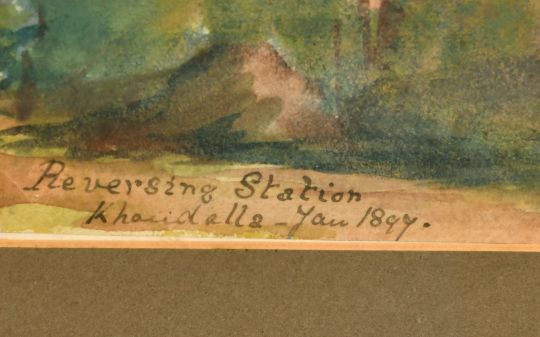 Reversing Station
Khandalla - Jan 1897.